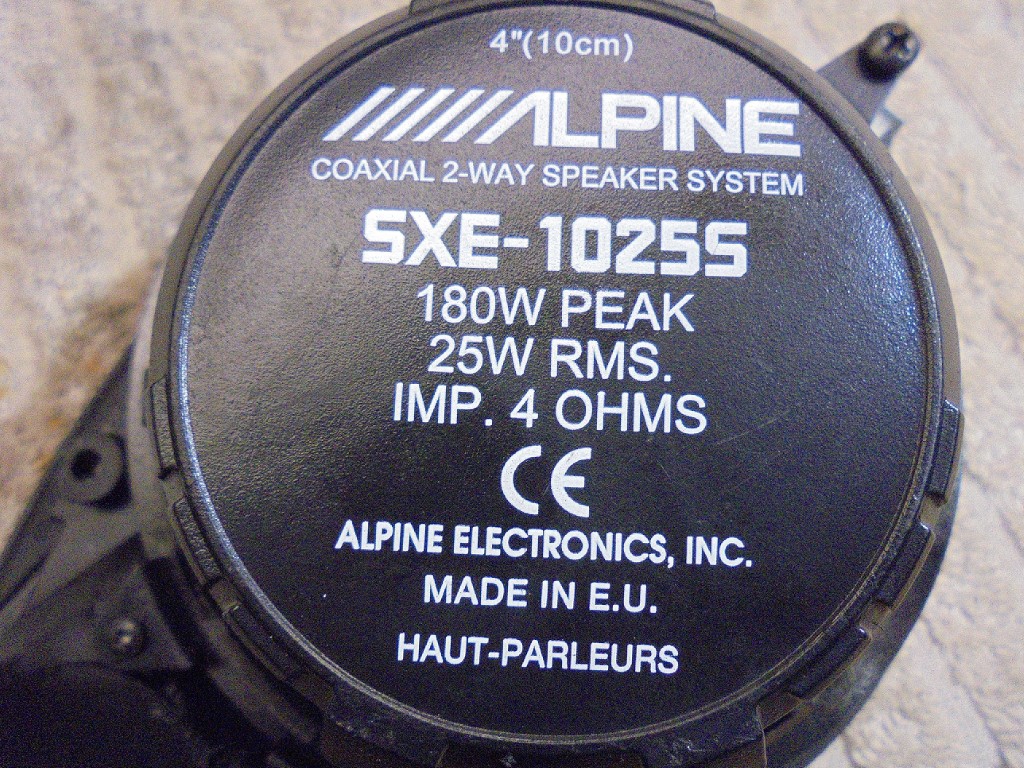 4"(10cm)
ALPINE
COAXIAL 2-WAY SPEAKER SYSTEM
SXE-1025S
180W PEAK
25W RMS.
IMP. 4 OHMS
CE
ALPINE ELECTRONICS, INC.
MADE IN E.U.
HAUT-PARLEURS